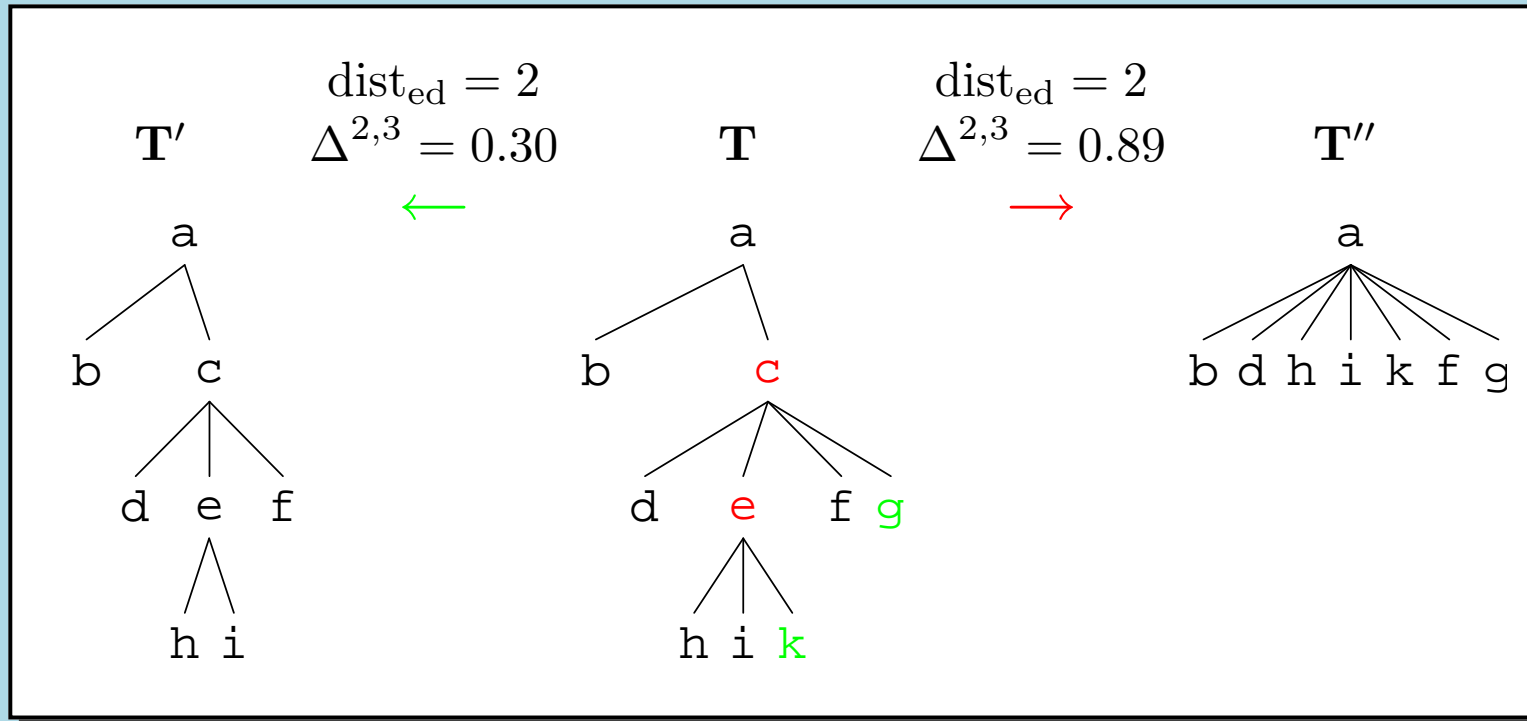 dist_ed = 2 dist_ed = 2
T′ Δ^2,3 = 0.30 T Δ^2,3 = 0.89 T″
← →
a a a
b c b c b d h i k f g
d e f d e f g
h i h i k